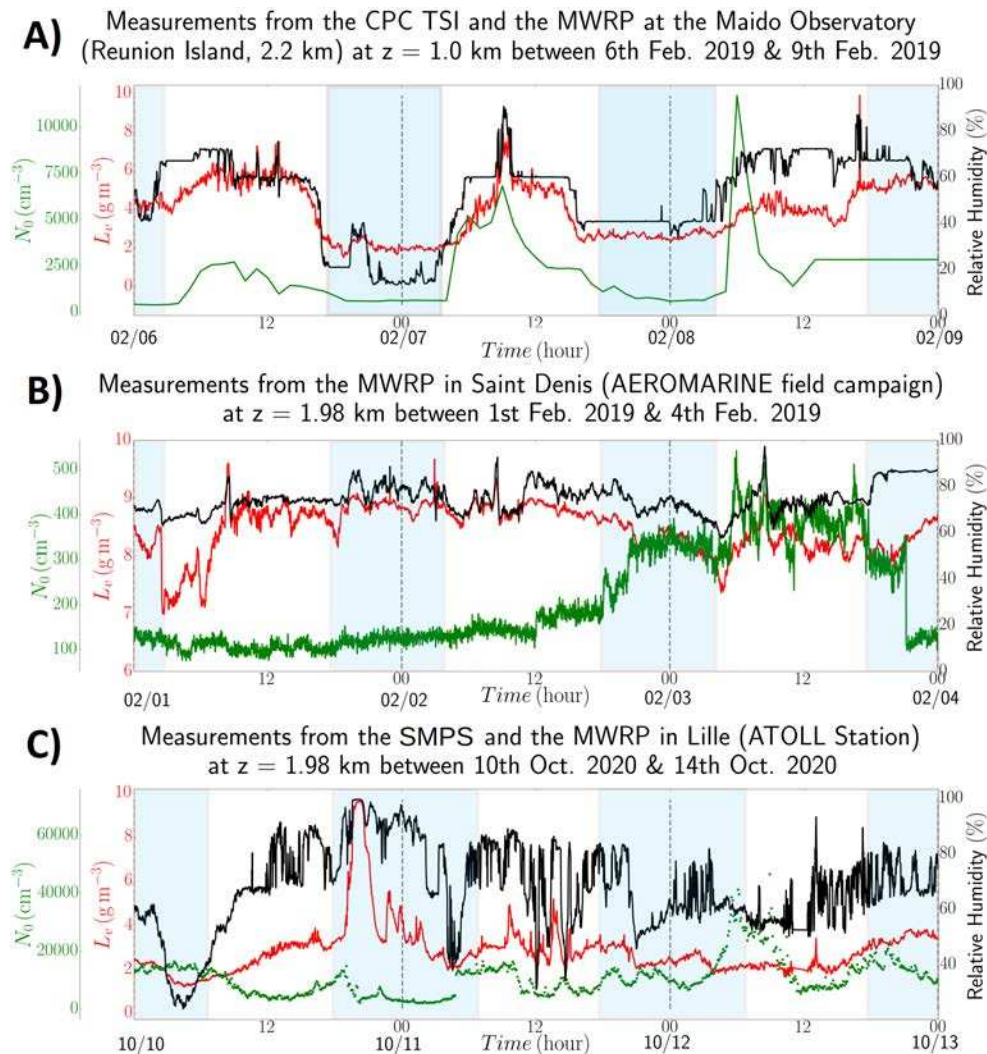 A)
Measurements from the CPC TSI and the MWRP at the Maido Observatory
(Reunion Island, 2.2 km) at z = 1.0 km between 6th Feb. 2019 & 9th Feb. 2019
N₀ (cm⁻³)
10000
7500
5000
2500
0
Lᵥ (g m⁻³)
10
8
6
4
2
0
100
80
60
40
20
0
Relative Humidity (%)
12 00 12 00 12 00
02/06 02/07 02/08 02/09
Time (hour)
B)
Measurements from the MWRP in Saint Denis (AEROMARINE field campaign)
at z = 1.98 km between 1st Feb. 2019 & 4th Feb. 2019
N₀ (cm⁻³)
500
400
300
200
100
Lᵥ (g m⁻³)
10
9
8
7
6
100
80
60
40
20
0
Relative Humidity (%)
12 00 12 00 12 00
02/01 02/02 02/03 02/04
Time (hour)
C)
Measurements from the SMPS and the MWRP in Lille (ATOLL Station)
at z = 1.98 km between 10th Oct. 2020 & 14th Oct. 2020
N₀ (cm⁻³)
60000
40000
20000
0
Lᵥ (g m⁻³)
10
8
6
4
2
0
100
80
60
40
Relative Humidity (%)
12 00 12 00 12 00
10/10 10/11 10/12 10/13
Time (hour)